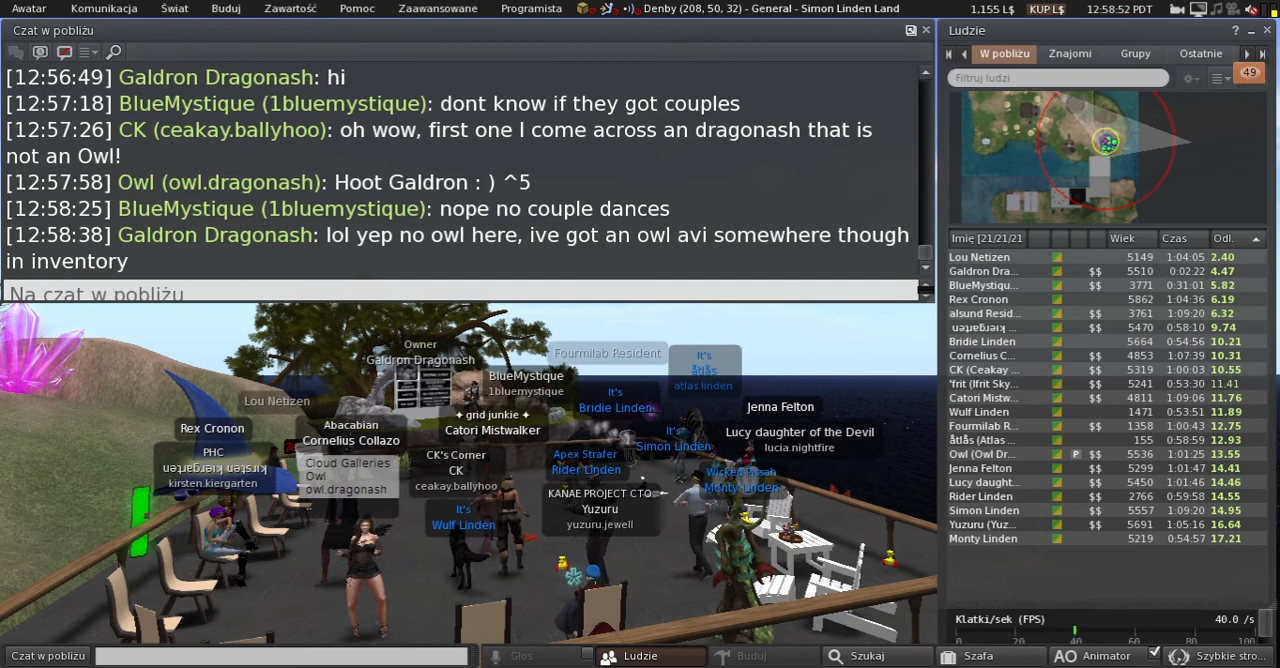 Awatar Komunikacja Świat Buduj Zawartość Pomoc Zaawansowane Programista Denby (208, 50, 32) - General - Simon Linden Land 1,155 L$ KUP L$ 12:58:52 PDT
Czat w pobliżu
[12:56:49] Galdron Dragonash: hi
[12:57:18] BlueMystique (1bluemystique): dont know if they got couples
[12:57:26] CK (ceakay.ballyhoo): oh wow, first one I come across an dragonash that is
not an Owl!
[12:57:58] Owl (owl.dragonash): Hoot Galdron : ) ^5
[12:58:25] BlueMystique (1bluemystique): nope no couple dances
[12:58:38] Galdron Dragonash: lol yep no owl here, ive got an owl avi somewhere though
in inventory
Na czat w pobliżu
Owner
Galdron Dragonash
Fourmilab Resident
It's
åtlås
atlas.linden
BlueMystique
1bluemystique
Lou Netizen
It's
Bridie Linden
Jenna Felton
✦ grid junkie ✦
Catori Mistwalker
Rex Cronon
Abacabian
Cornelius Collazo
It's
Simon Linden
Lucy daughter of the Devil
lucia.nightfire
PHC
kirsten.kiergarten
Cloud Galleries
Owl
owl.dragonash
CK's Corner
CK
ceakay.ballyhoo
Apex Strafer
Rider Linden
Monty Linden
KANAE PROJECT CTO
Yuzuru
yuzuru.jewell
It's
Wulf Linden
Ludzie
W pobliżu Znajomi Grupy Ostatnie
Filtruj ludzi
49
Imię [21/21/21 Wiek Czas Odl.
Lou Netizen 5149 1:04:05 2.40
Galdron Dra... $$ 5510 0:02:22 4.47
BlueMystiqu... $$ 3771 0:31:01 5.82
Rex Cronon 5862 1:04:36 6.19
alsund Resid... $$ 3761 1:09:20 6.32
$$ 5470 0:58:10 9.74
Bridie Linden 5664 0:54:56 10.21
Cornelius C... $$ 4853 1:07:39 10.31
CK (Ceakay ... $$ 5319 1:00:03 10.55
'frit (Ifrit Sky... $$ 5241 0:53:30 11.41
Catori Mistw... $$ 4811 1:09:06 11.76
Wulf Linden 1471 0:53:51 11.89
Fourmilab R... $$ 1358 1:00:43 12.75
åtlås (Atlas ... 155 0:58:59 12.93
Owl (Owl Dr... P $$ 5536 1:01:25 13.55
Jenna Felton $$ 5299 1:01:47 14.41
Lucy daught... $$ 5450 1:01:46 14.46
Rider Linden $$ 2766 0:59:58 14.55
Simon Linden $$ 5557 1:09:20 14.95
Yuzuru (Yuz... $$ 5691 1:05:16 16.64
Monty Linden 5219 0:54:57 17.21
Klatki/sek (FPS) 40.0 /s
0 20 40 60 80 100
Czat w pobliżu Głos Ludzie Buduj Szukaj Szafa AO Animator Szybkie stro...